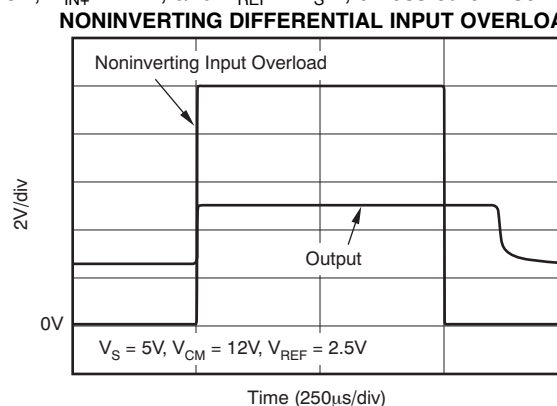 NONINVERTING DIFFERENTIAL INPUT OVERLOA
Noninverting Input Overload
2V/div
Output
0V
V_S = 5V, V_CM = 12V, V_REF = 2.5V
Time (250μs/div)